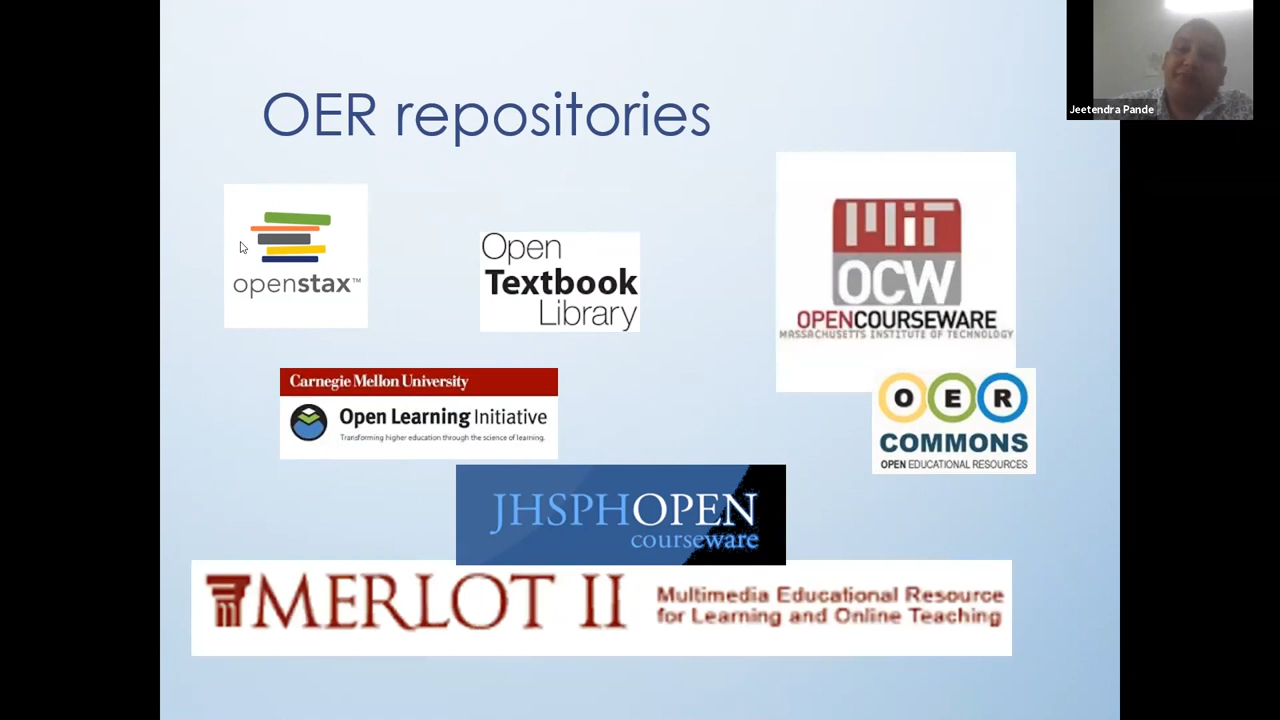 Jeetendra Pande
OER repositories
openstax™
Open
Textbook
Library
MiT
OCW
OPENCOURSEWARE
MASSACHUSETTS INSTITUTE OF TECHNOLOGY
Carnegie Mellon University
Open Learning Initiative
Transforming higher education through the science of learning.
O E R
COMMONS
OPEN EDUCATIONAL RESOURCES
JHSPHOPEN
courseware
MERLOT II
Multimedia Educational Resource
for Learning and Online Teaching